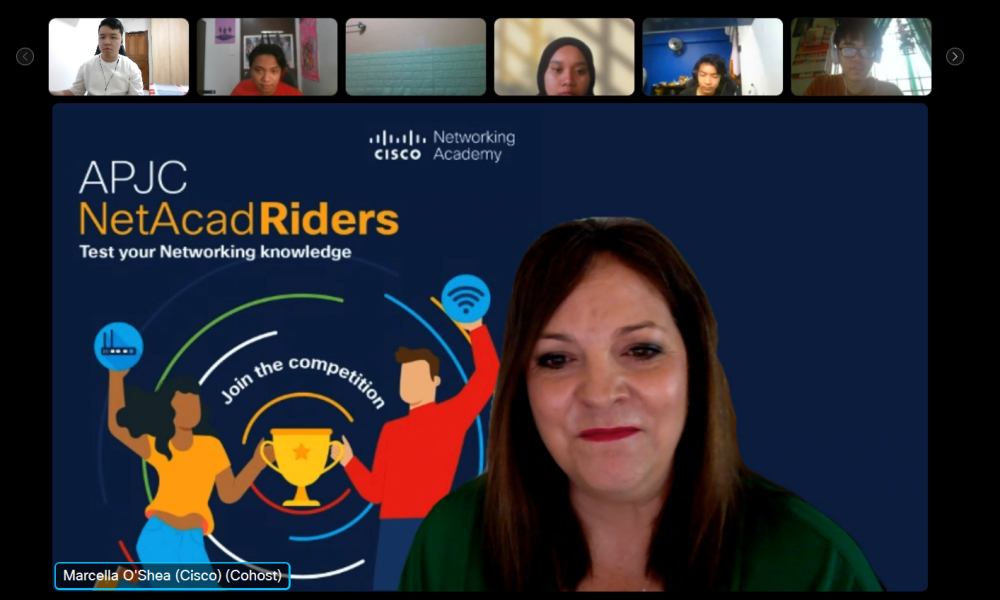 Networking
CISCO Academy
APJC
NetAcadRiders
Test your Networking knowledge
Join the competition
Marcella O'Shea (Cisco) (Cohost)